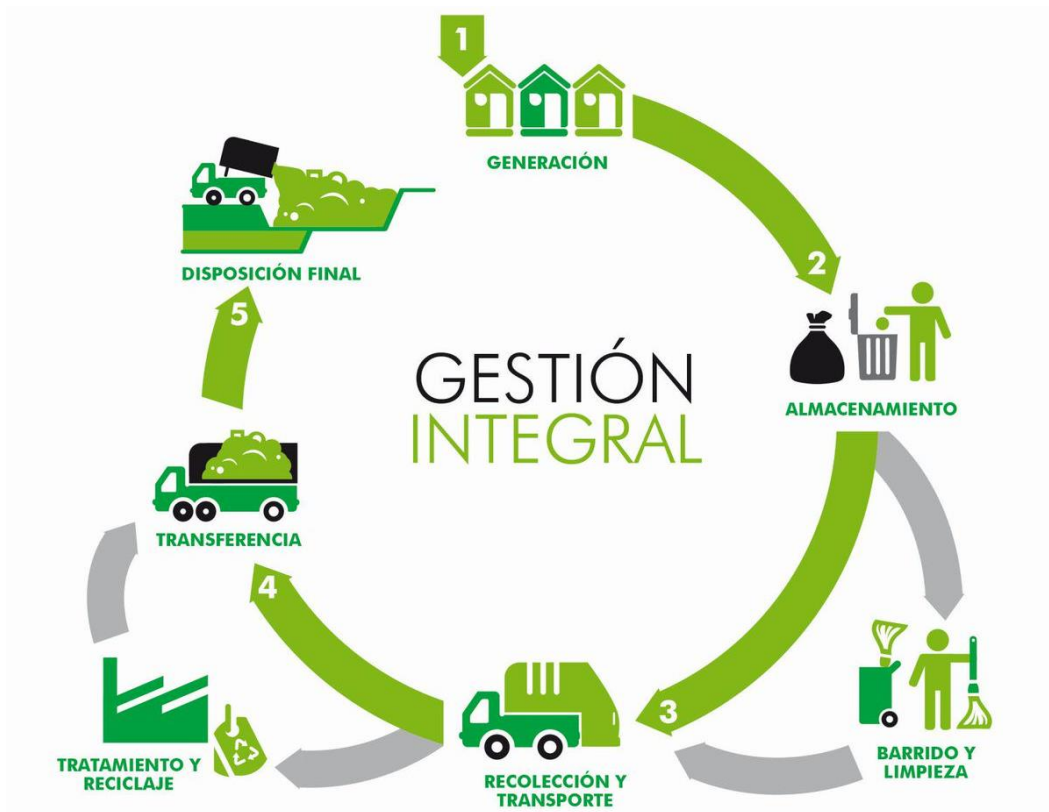 1
GENERACIÓN
2
ALMACENAMIENTO
BARRIDO Y
LIMPIEZA
3
RECOLECCIÓN Y
TRANSPORTE
TRATAMIENTO Y
RECICLAJE
4
TRANSFERENCIA
5
DISPOSICIÓN FINAL
GESTIÓN
INTEGRAL